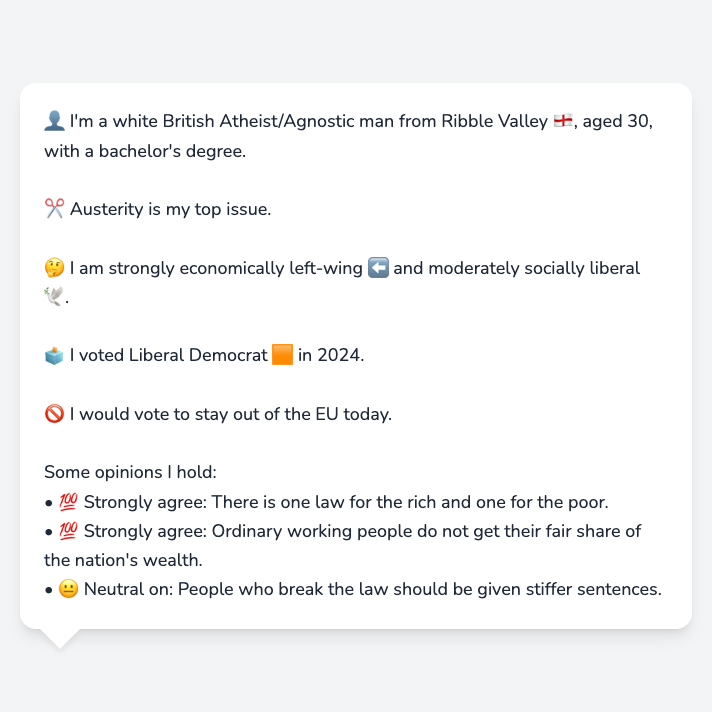 👤 I'm a white British Atheist/Agnostic man from Ribble Valley 🏴󠁧󠁢󠁥󠁮󠁧󠁿, aged 30,
with a bachelor's degree.
✂️ Austerity is my top issue.
🤔 I am strongly economically left-wing ⬅️ and moderately socially liberal
🕊️.
🗳️ I voted Liberal Democrat 🟧 in 2024.
🚫 I would vote to stay out of the EU today.
Some opinions I hold:
• 💯 Strongly agree: There is one law for the rich and one for the poor.
• 💯 Strongly agree: Ordinary working people do not get their fair share of
the nation's wealth.
• 😐 Neutral on: People who break the law should be given stiffer sentences.